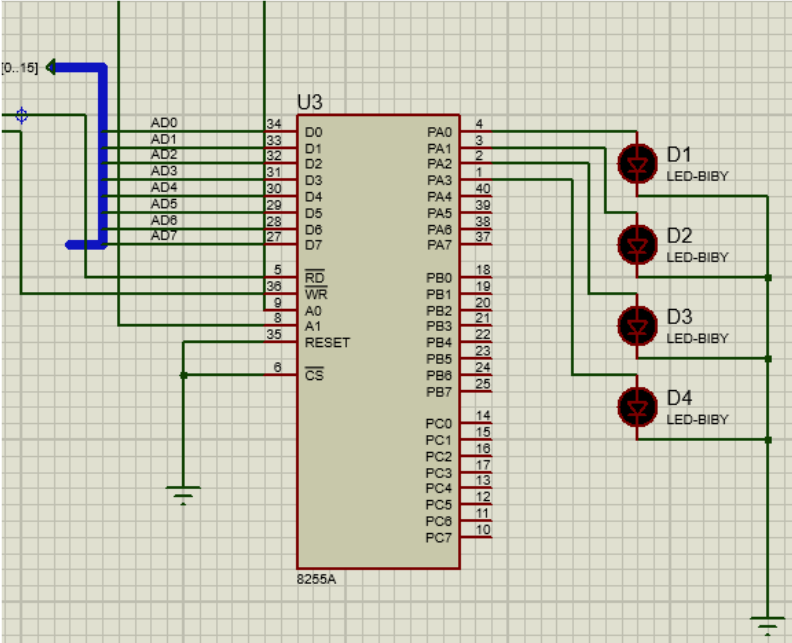 [0..15]
U3
AD0 34 D0 PA0 4
AD1 33 D1 PA1 3
AD2 32 D2 PA2 2
AD3 31 D3 PA3 1
AD4 30 D4 PA4 40
AD5 29 D5 PA5 39
AD6 28 D6 PA6 38
AD7 27 D7 PA7 37
5 RD PB0 18
36 WR PB1 19
9 A0 PB2 20
8 A1 PB3 21
35 RESET PB4 22
PB5 23
6 CS PB6 24
PB7 25
PC0 14
PC1 15
PC2 16
PC3 17
PC4 13
PC5 12
PC6 11
PC7 10
8255A
D1
LED-BIBY
D2
LED-BIBY
D3
LED-BIBY
D4
LED-BIBY